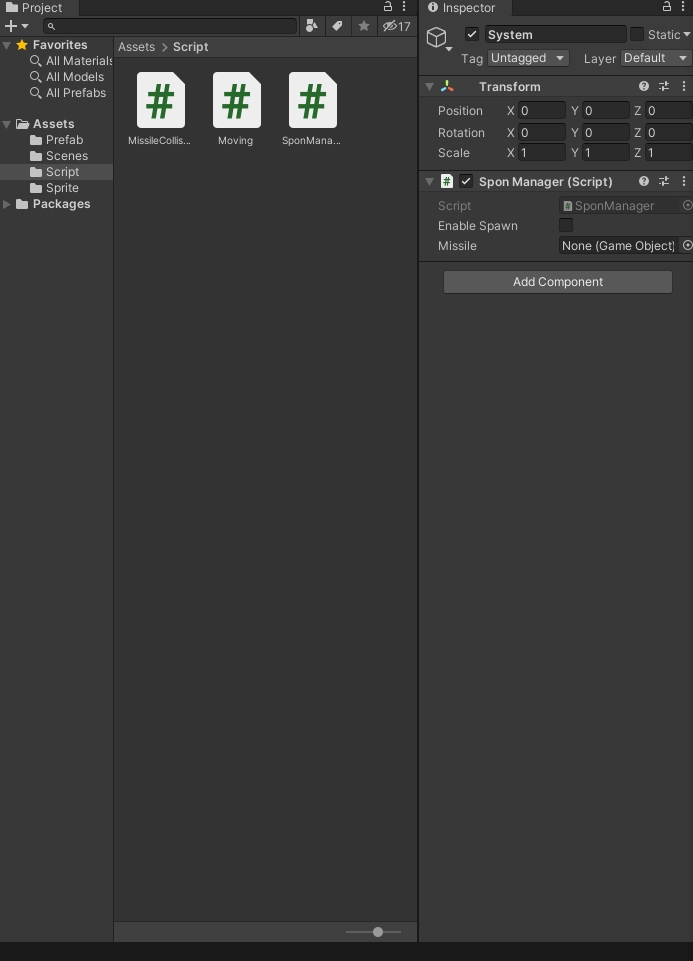 Project
17
Favorites
All Materials
All Models
All Prefabs
Assets
Prefab
Scenes
Script
Sprite
Packages
Assets > Script
MissileCollis...
Moving
SponMana...
Inspector
System
Static
Tag Untagged Layer Default
Transform
Position X 0 Y 0 Z 0
Rotation X 0 Y 0 Z 0
Scale X 1 Y 1 Z 1
# Spon Manager (Script)
Script # SponManager
Enable Spawn
Missile None (Game Object)
Add Component